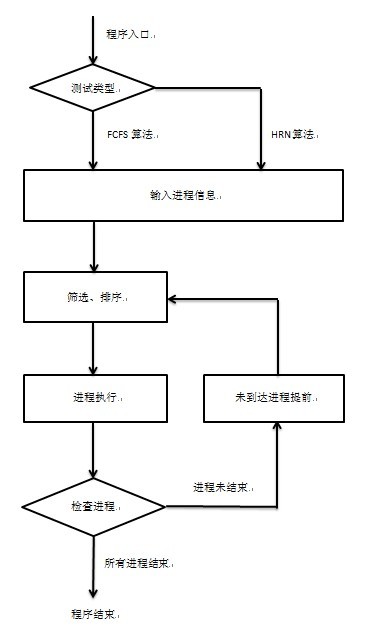 程序入口
测试类型
FCFS 算法
HRN 算法
输入进程信息
筛选、排序
进程执行
未到达进程提前
进程未结束
检查进程
所有进程结束
程序结束